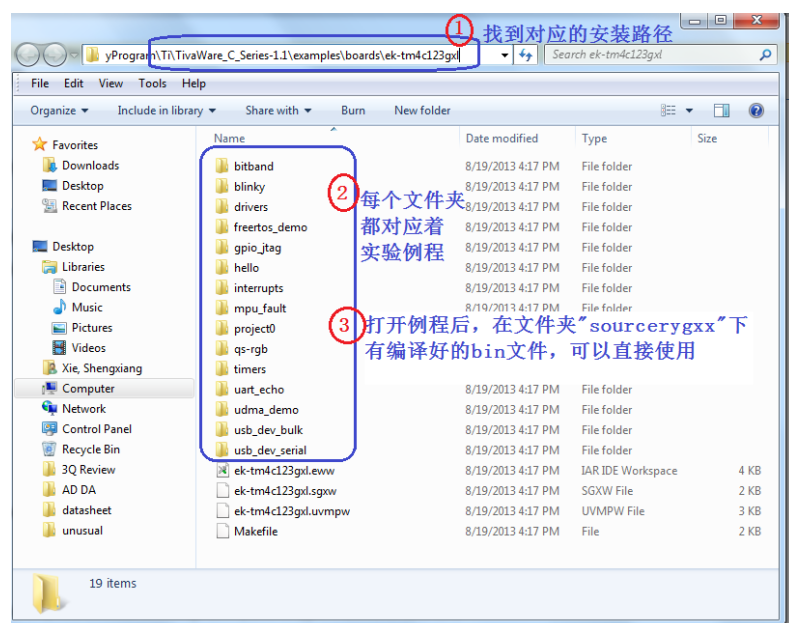 ① 找到对应的安装路径
yProgram\Ti\TivaWare_C_Series-1.1\examples\boards\ek-tm4c123gxl
Search ek-tm4c123gxl
File Edit View Tools Help
Organize Include in library Share with Burn New folder
Favorites
Downloads
Desktop
Recent Places
Desktop
Libraries
Documents
Music
Pictures
Videos
Xie, Shengxiang
Computer
Network
Control Panel
Recycle Bin
3Q Review
AD DA
datasheet
unusual
Name Date modified Type Size
bitband 8/19/2013 4:17 PM File folder
blinky 8/19/2013 4:17 PM File folder
drivers 8/19/2013 4:17 PM File folder
freertos_demo 8/19/2013 4:17 PM File folder
gpio_jtag 8/19/2013 4:17 PM File folder
hello 8/19/2013 4:17 PM File folder
interrupts 8/19/2013 4:17 PM File folder
mpu_fault 8/19/2013 4:17 PM File folder
project0
qs-rgb
timers
uart_echo 8/19/2013 4:17 PM File folder
udma_demo 8/19/2013 4:17 PM File folder
usb_dev_bulk 8/19/2013 4:17 PM File folder
usb_dev_serial 8/19/2013 4:17 PM File folder
ek-tm4c123gxl.eww 8/19/2013 4:17 PM IAR IDE Workspace 4 KB
ek-tm4c123gxl.sgxw 8/19/2013 4:17 PM SGXW File 2 KB
ek-tm4c123gxl.uvmpw 8/19/2013 4:17 PM UVMPW File 3 KB
Makefile 8/19/2013 4:17 PM File 2 KB
② 每个文件夹
都对应着
实验例程
③ 打开例程后，在文件夹"sourcerygxx"下
有编译好的bin文件，可以直接使用
19 items